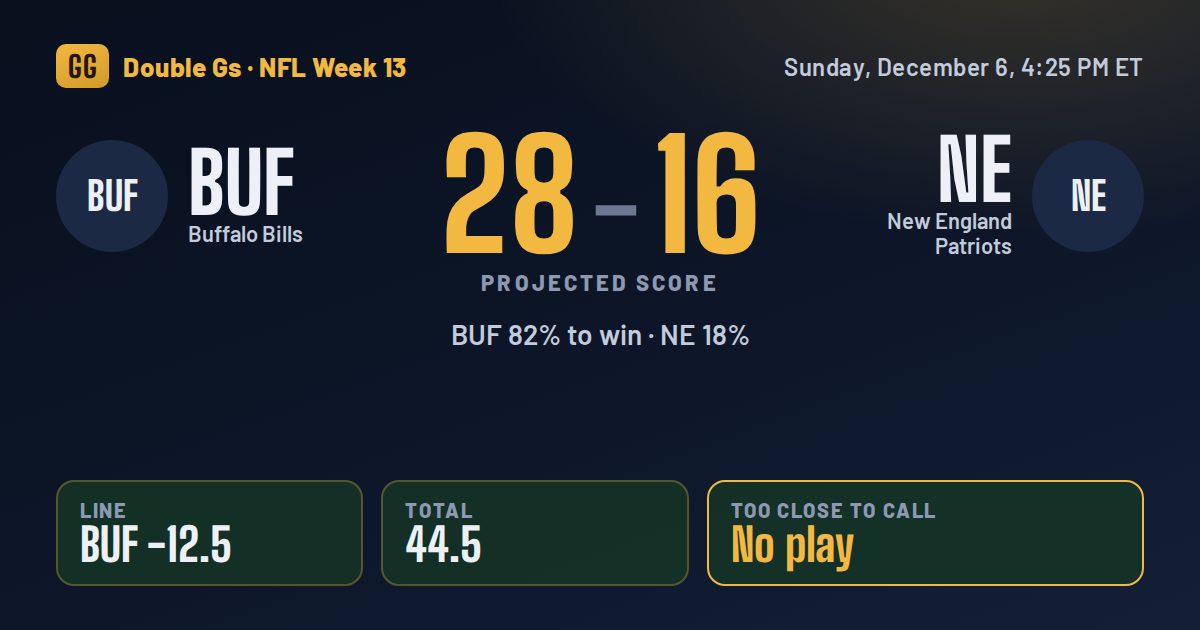 GG
Double Gs · NFL Week 13
Sunday, December 6, 4:25 PM ET
BUF
BUF
Buffalo Bills
28 – 16
PROJECTED SCORE
BUF 82% to win · NE 18%
NE
New England
Patriots
NE
LINE
BUF −12.5
TOTAL
44.5
TOO CLOSE TO CALL
No play